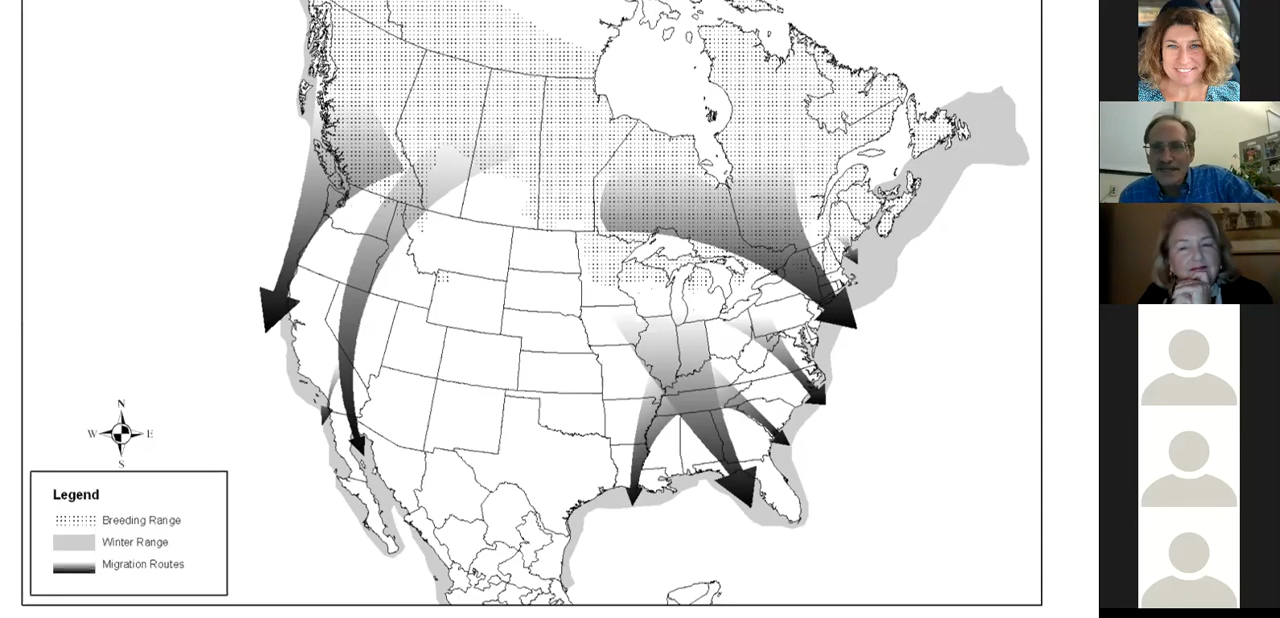 N
W E
S
Legend
Breeding Range
Winter Range
Migration Routes